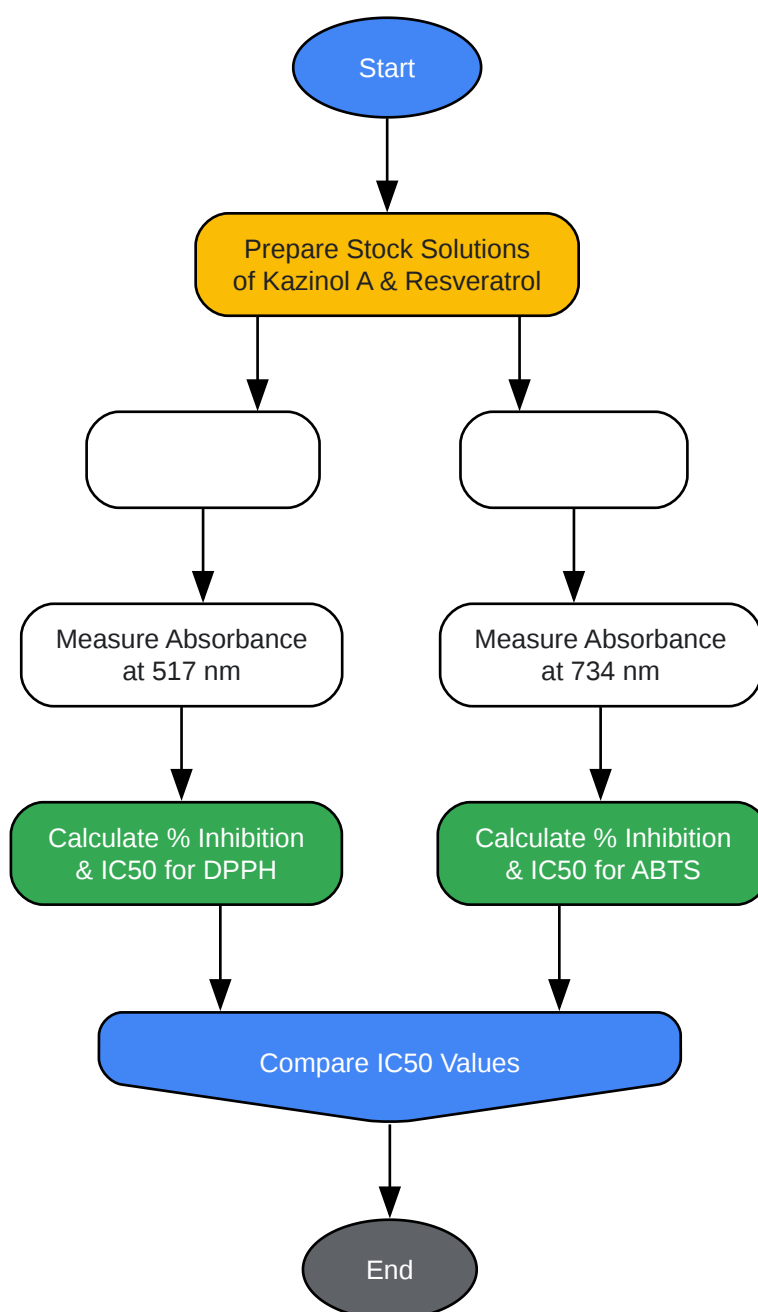 Start
Prepare Stock Solutions
of Kazinol A & Resveratrol
Measure Absorbance
at 517 nm
Measure Absorbance
at 734 nm
Calculate % Inhibition
& IC50 for DPPH
Calculate % Inhibition
& IC50 for ABTS
Compare IC50 Values
End